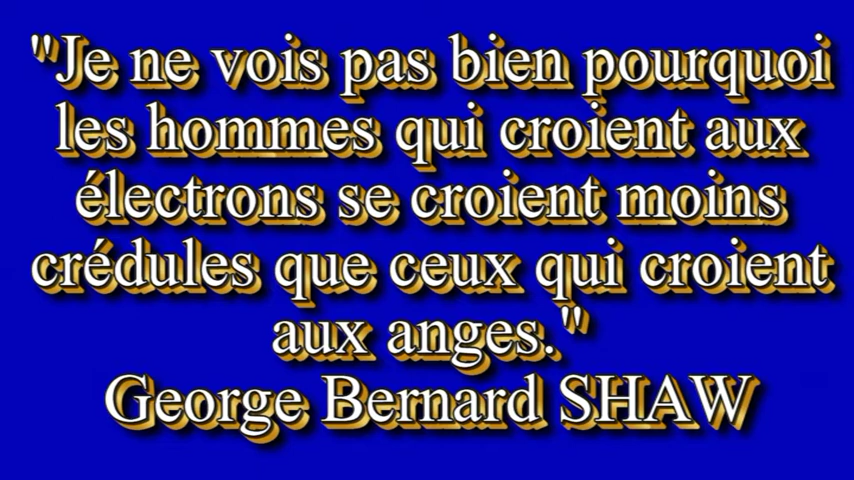 "Je ne vois pas bien pourquoi
les hommes qui croient aux
électrons se croient moins
crédules que ceux qui croient
aux anges."
George Bernard SHAW